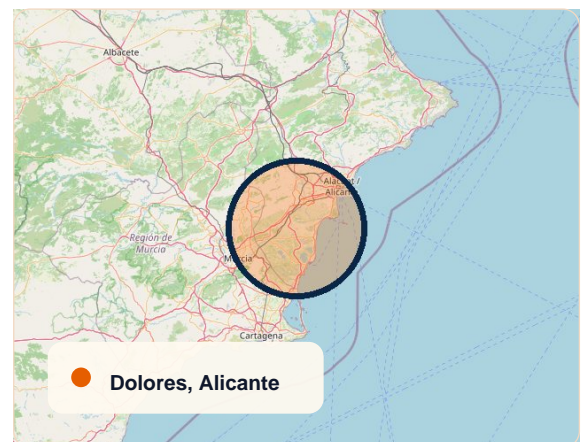 Albacete
Alacant /
Alicante
Región de
Murcia
Murcia
Cartagena
Dolores, Alicante